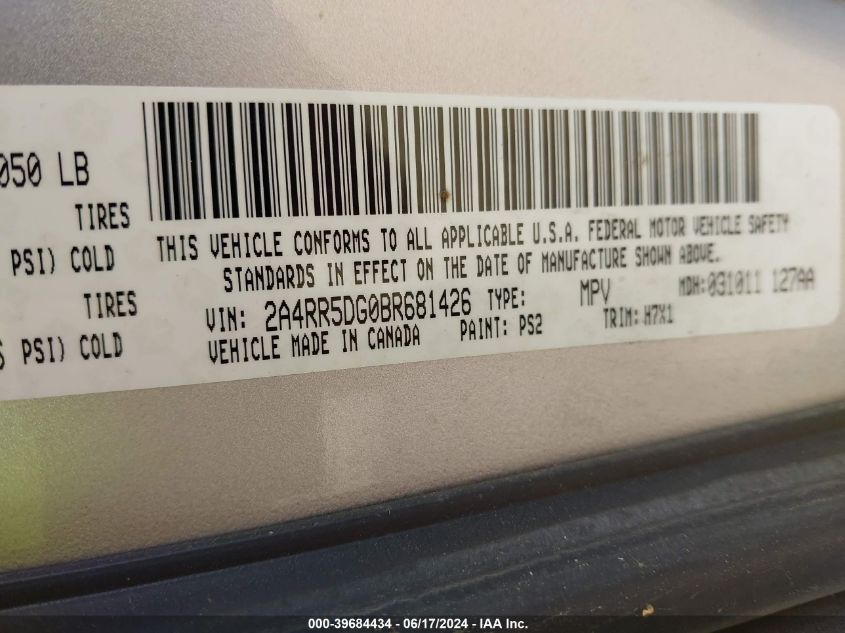 050 LB
TIRES
PSI) COLD
TIRES
PSI) COLD
THIS VEHICLE CONFORMS TO ALL APPLICABLE U.S.A. FEDERAL MOTOR VEHICLE SAFETY
STANDARDS IN EFFECT ON THE DATE OF MANUFACTURE SHOWN ABOVE.
VIN: 2A4RR5DG0BR681426 TYPE: MPV MDH:031011 127AA
VEHICLE MADE IN CANADA PAINT: PS2 TRIM: H7X1
000-39684434 - 06/17/2024 - IAA Inc.